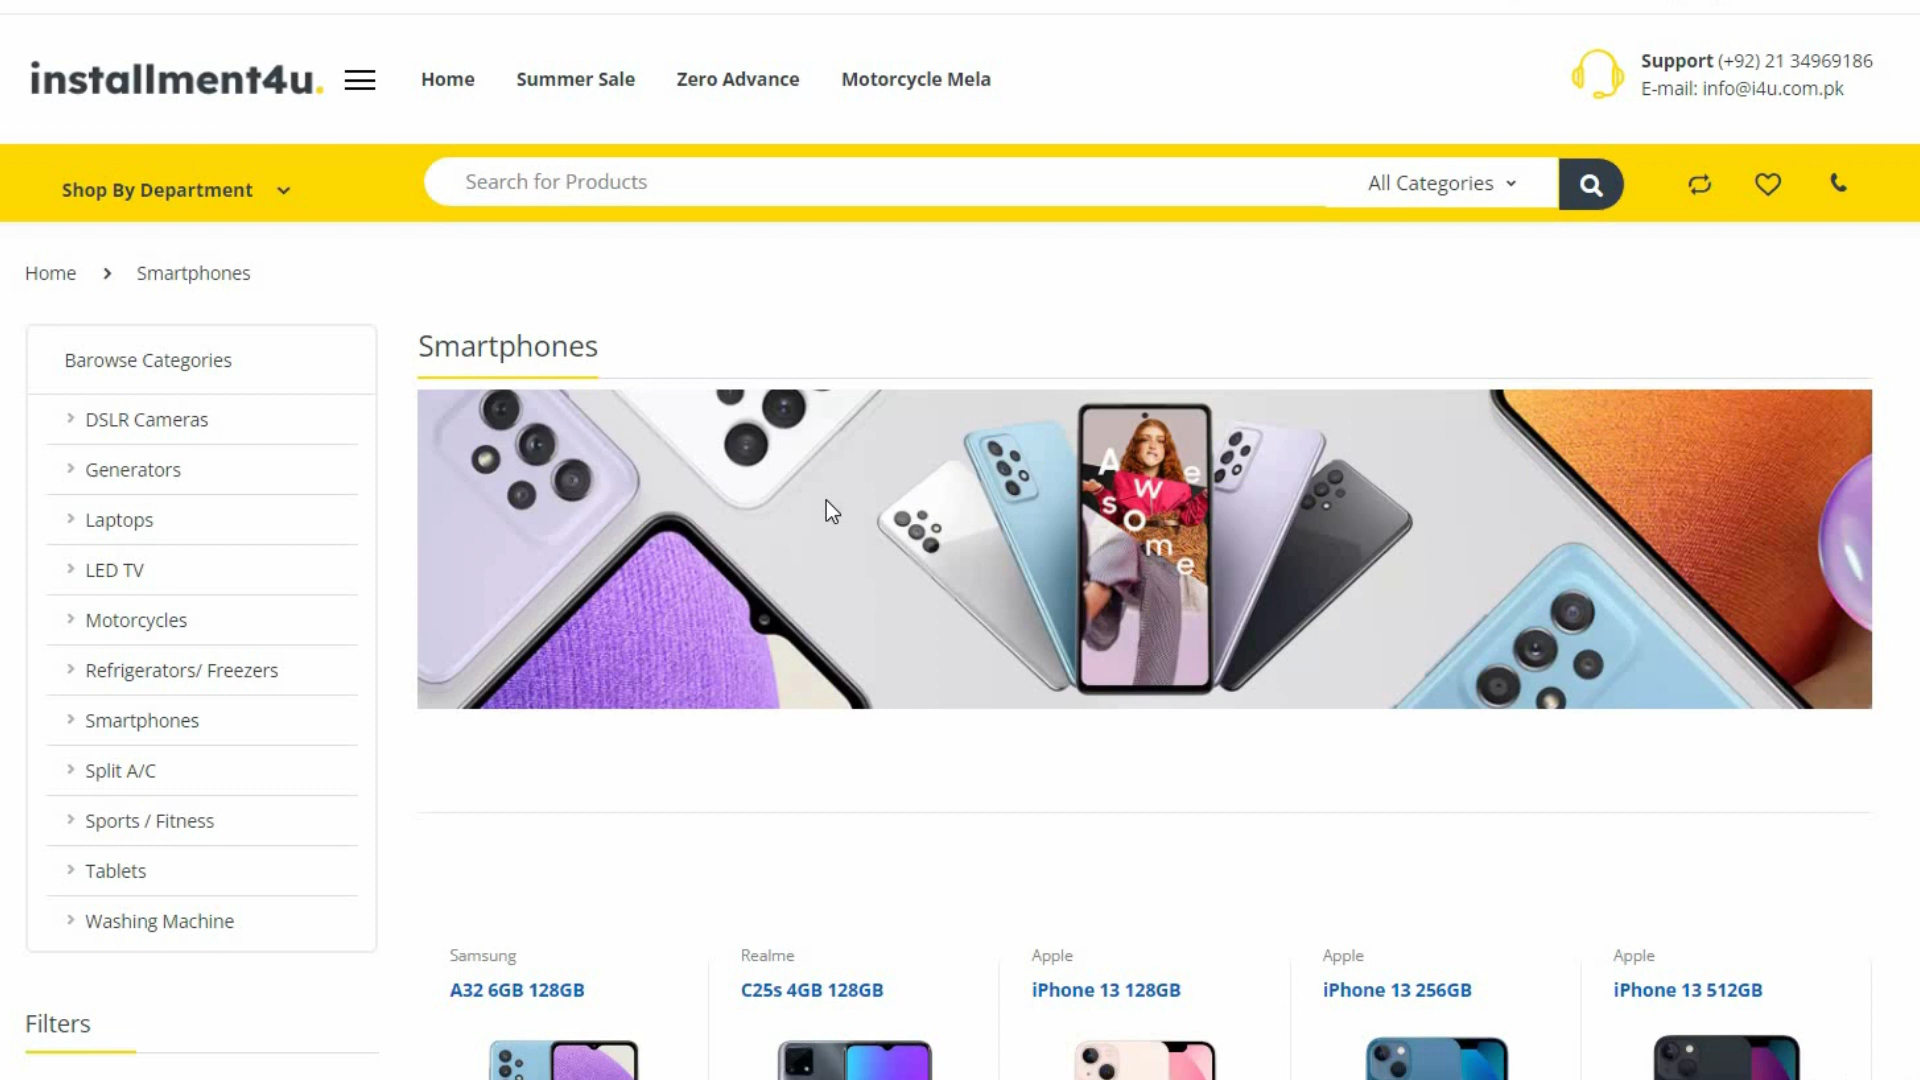 installment4u.
Home
Summer Sale
Zero Advance
Motorcycle Mela
Support (+92) 21 34969186
E-mail: info@i4u.com.pk
Shop By Department
Search for Products
All Categories
Home
Smartphones
Barowse Categories
DSLR Cameras
Generators
Laptops
LED TV
Motorcycles
Refrigerators/ Freezers
Smartphones
Split A/C
Sports / Fitness
Tablets
Washing Machine
Filters
Smartphones
Awesome
Samsung
A32 6GB 128GB
Realme
C25s 4GB 128GB
Apple
iPhone 13 128GB
Apple
iPhone 13 256GB
Apple
iPhone 13 512GB